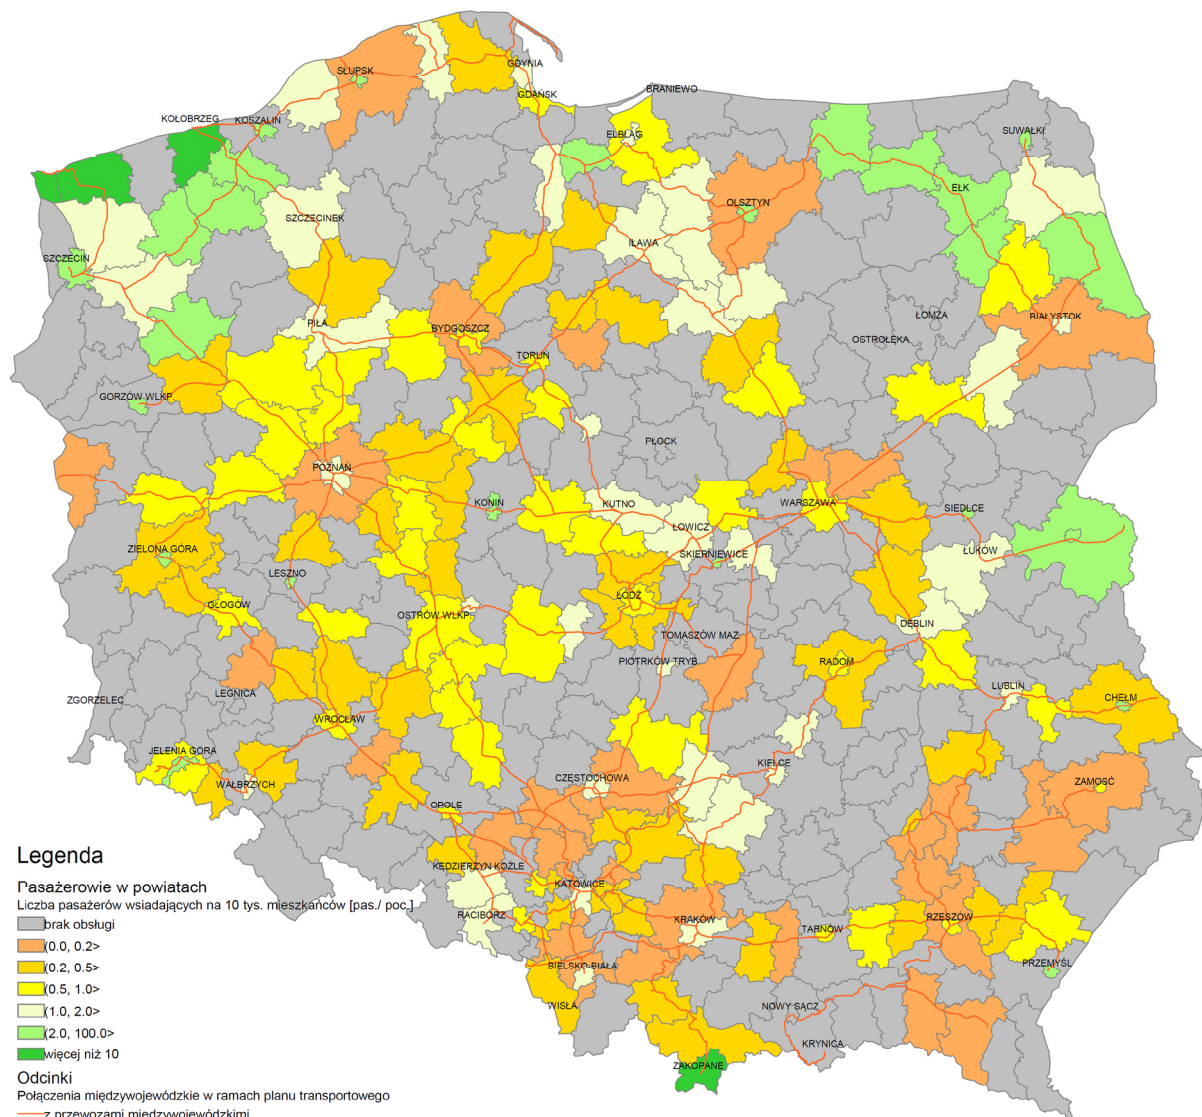 SŁUPSK
GDYNIA
GDAŃSK
BRANIEWO
KOŁOBRZEG
KOSZALIN
ELBLĄG
SUWAŁKI
EŁK
OLSZTYN
SZCZECINEK
IŁAWA
SZCZECIN
ŁOMŻA
BIAŁYSTOK
PIŁA
BYDGOSZCZ
OSTROŁĘKA
TORUŃ
GORZÓW WLKP.
PŁOCK
POZNAŃ
KONIN
KUTNO
WARSZAWA
SIEDLCE
ŁOWICZ
ZIELONA GÓRA
SKIERNIEWICE
ŁUKÓW
LESZNO
ŁÓDŹ
GŁOGÓW
OSTRÓW WLKP.
DĘBLIN
TOMASZÓW MAZ.
PIOTRKÓW TRYB.
RADOM
ZGORZELEC
LEGNICA
LUBLIN
CHEŁM
WROCŁAW
JELENIA GÓRA
KIELCE
WAŁBRZYCH
CZĘSTOCHOWA
ZAMOŚĆ
OPOLE
KĘDZIERZYN KOŹLE
KATOWICE
RACIBÓRZ
KRAKÓW
TARNÓW
RZESZÓW
BIELSKO-BIAŁA
PRZEMYŚL
WISŁA
NOWY SĄCZ
KRYNICA
ZAKOPANE
Legenda
Pasażerowie w powiatach
Liczba pasażerów wsiadających na 10 tys. mieszkańców [pas./ poc.]
brak obsługi
(0.0, 0.2>
(0.2, 0.5>
(0.5, 1.0>
(1.0, 2.0>
(2.0, 100.0>
więcej niż 10
Odcinki
Połączenia międzywojewódzkie w ramach planu transportowego
z przewozami międzywojewódzkimi